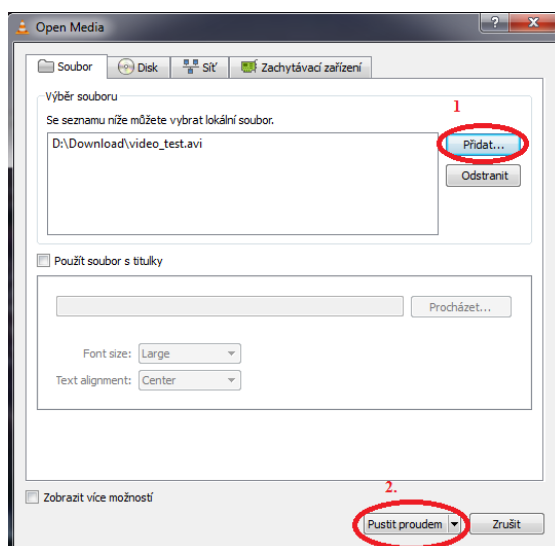 Open Media
Soubor Disk Síť Zachytávací zařízení
Výběr souboru
1
Se seznamu níže můžete vybrat lokální soubor.
D:\Download\video_test.avi
Přidat...
Odstranit
Použít soubor s titulky
Procházet...
Font size: Large
Text alignment: Center
2.
Zobrazit více možností
Pustit proudem Zrušit